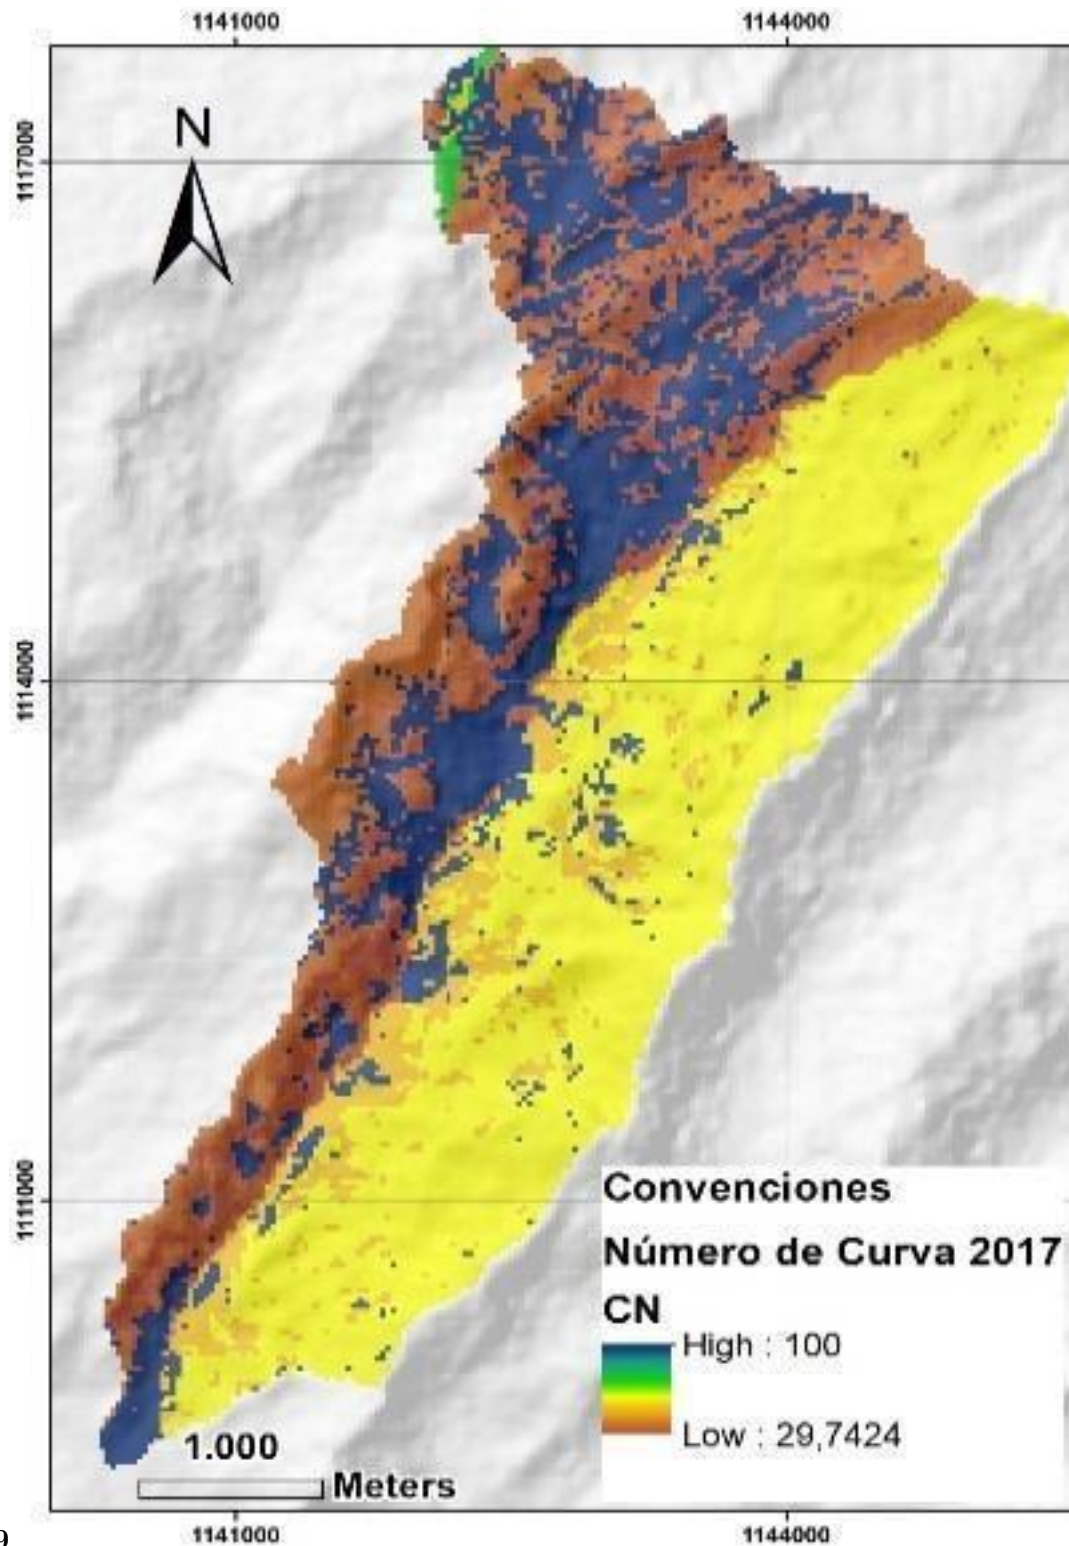 1141000 1144000
N
1117000
1114000
1111000
Convenciones
Número de Curva 2017
CN
High : 100
Low : 29,7424
1.000
Meters
1141000 1144000
9